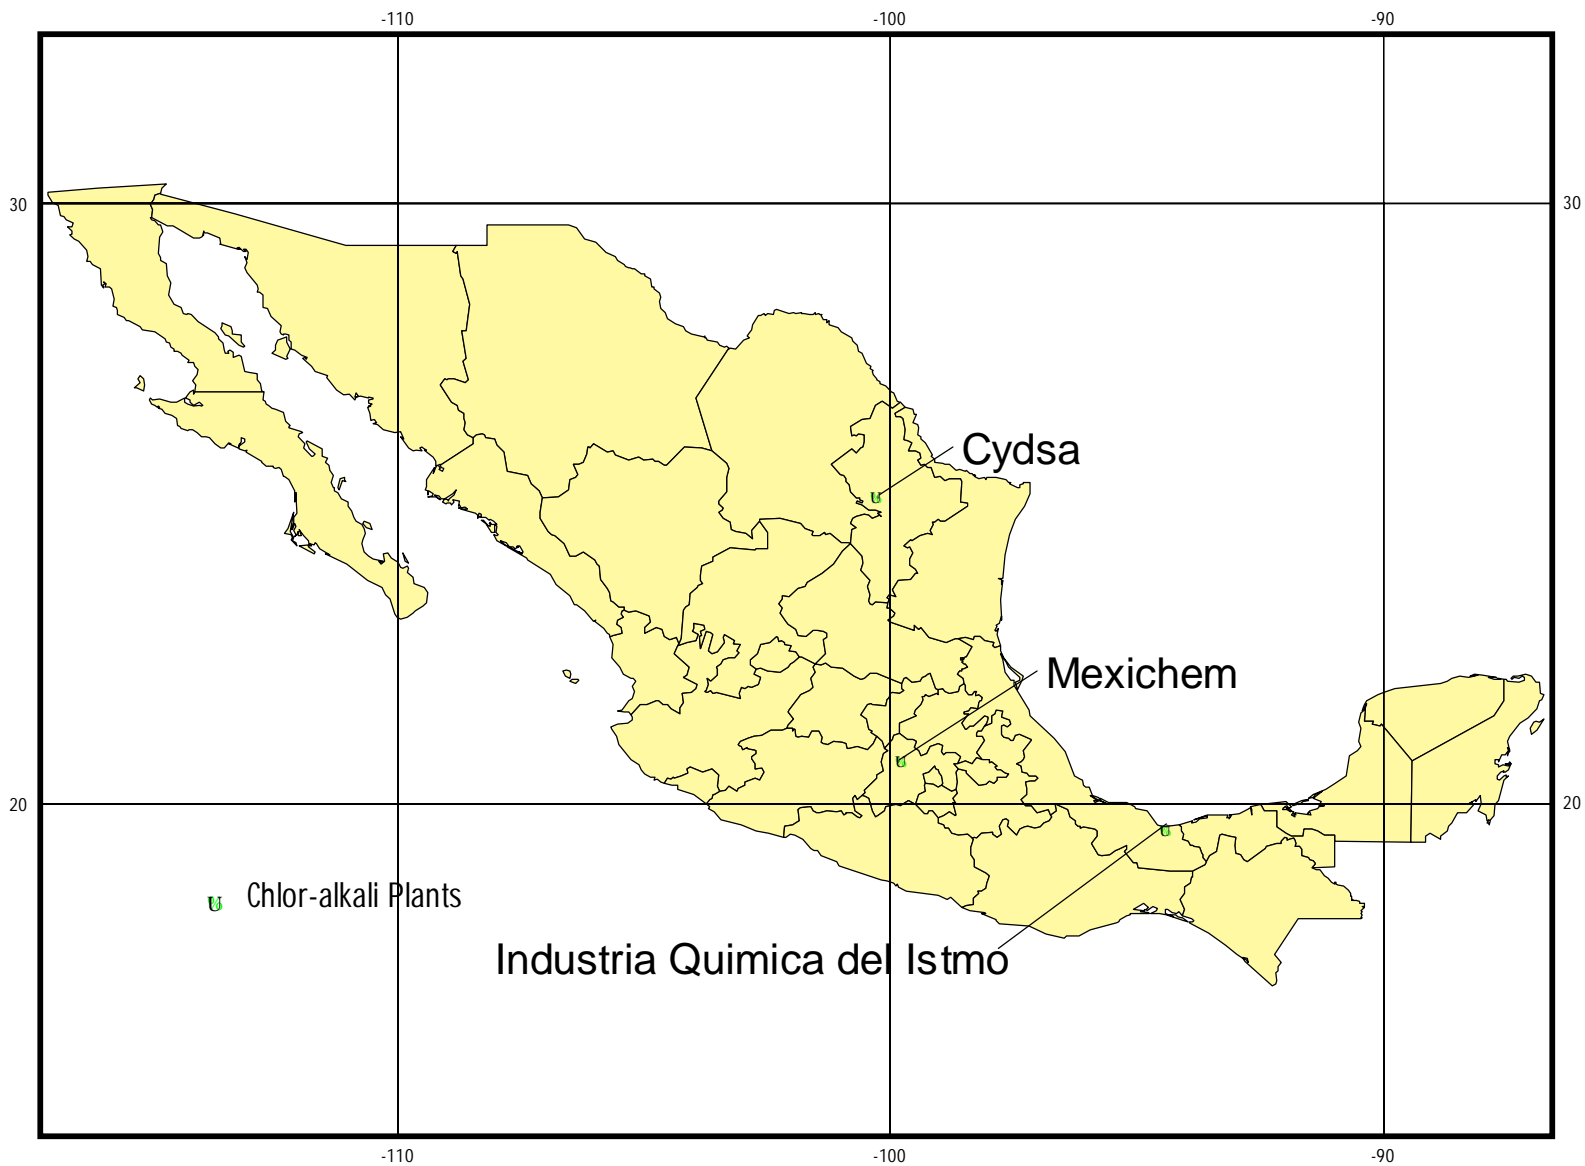 -110 -100 -90
30 30
Cydsa
Mexichem
20 20
Chlor-alkali Plants
Industria Quimica del Istmo
-110 -100 -90